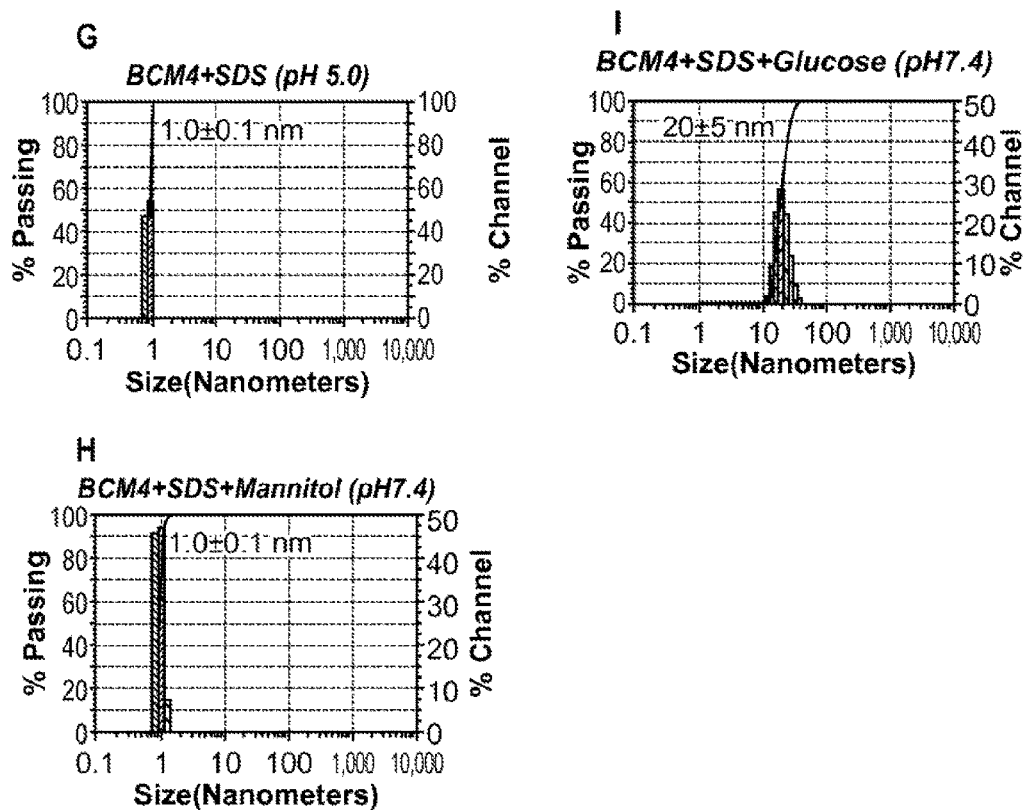 G
BCM4+SDS (pH 5.0)
% Passing
100
80
60
40
20
0
1.0±0.1 nm
100
80
60
40
20
0
% Channel
0.1 1 10 100 1,000 10,000
Size(Nanometers)
I
BCM4+SDS+Glucose (pH7.4)
% Passing
100
80
60
40
20
0
20±5 nm
50
40
30
20
10
0
% Channel
0.1 1 10 100 1,000 10,000
Size(Nanometers)
H
BCM4+SDS+Mannitol (pH7.4)
% Passing
100
80
60
40
20
0
1.0±0.1 nm
50
40
30
20
10
0
% Channel
0.1 1 10 100 1,000 10,000
Size(Nanometers)